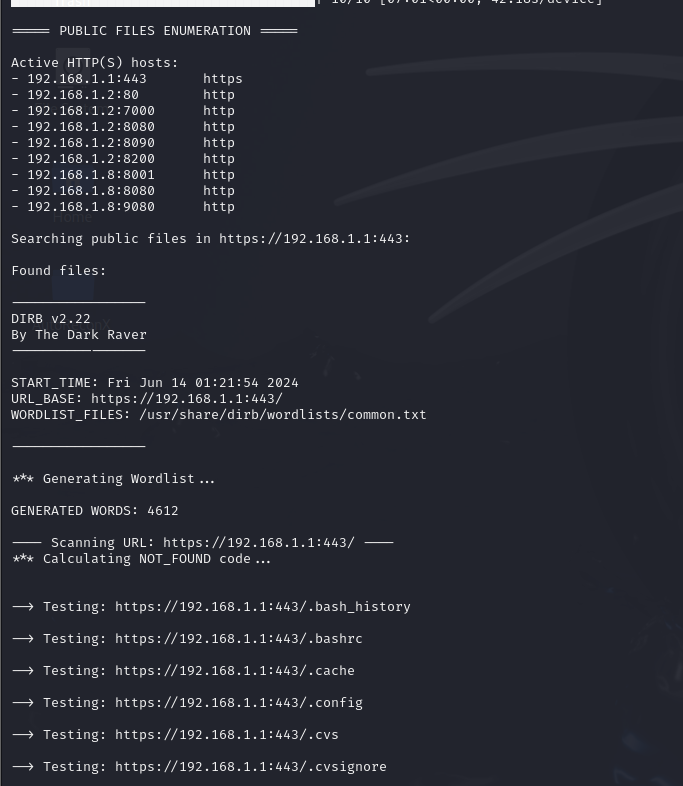 10/10 [07:01<00:00, 42.18s/device]
===== PUBLIC FILES ENUMERATION =====
Active HTTP(S) hosts:
- 192.168.1.1:443 https
- 192.168.1.2:80 http
- 192.168.1.2:7000 http
- 192.168.1.2:8080 http
- 192.168.1.2:8090 http
- 192.168.1.2:8200 http
- 192.168.1.8:8001 http
- 192.168.1.8:8080 http
- 192.168.1.8:9080 http
Home
Searching public files in https://192.168.1.1:443:
Found files:
-----------------
DIRB v2.22
By The Dark Raver
-----------------
START_TIME: Fri Jun 14 01:21:54 2024
URL_BASE: https://192.168.1.1:443/
WORDLIST_FILES: /usr/share/dirb/wordlists/common.txt
-----------------
*** Generating Wordlist...
GENERATED WORDS: 4612
---- Scanning URL: https://192.168.1.1:443/ ----
*** Calculating NOT_FOUND code...
--> Testing: https://192.168.1.1:443/.bash_history
--> Testing: https://192.168.1.1:443/.bashrc
--> Testing: https://192.168.1.1:443/.cache
--> Testing: https://192.168.1.1:443/.config
--> Testing: https://192.168.1.1:443/.cvs
--> Testing: https://192.168.1.1:443/.cvsignore